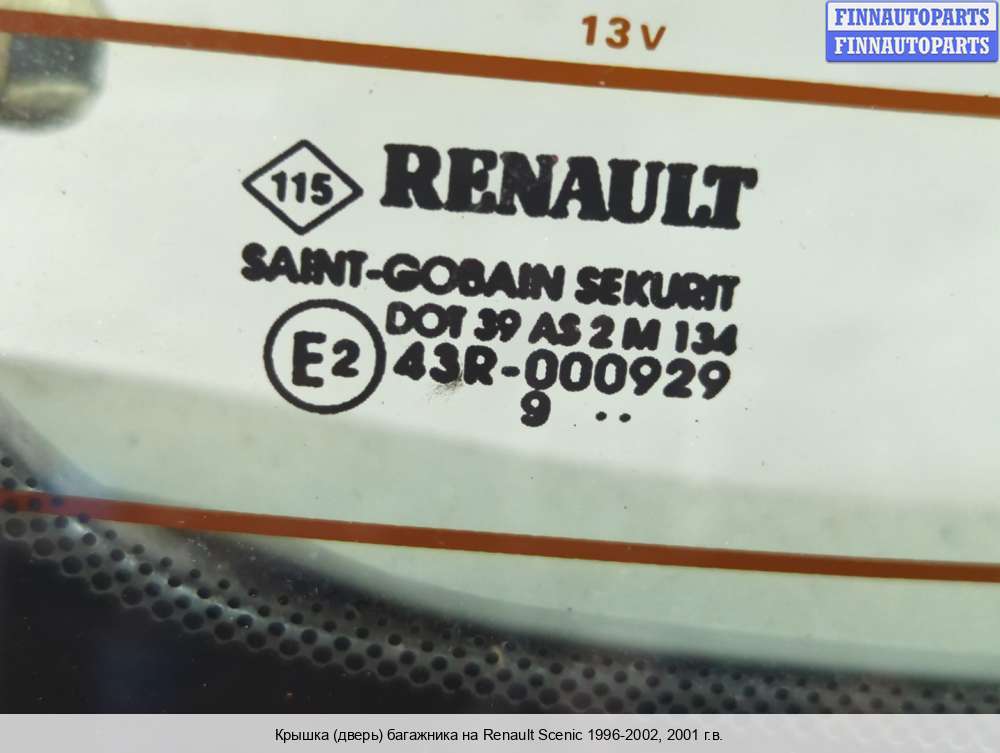 13V
FINNAUTOPARTS
FINNAUTOPARTS
115 RENAULT
SAINT-GOBAIN SEKURIT
DOT 39 AS 2 M 134
E2 43R-000929
9 ..
Крышка (дверь) багажника на Renault Scenic 1996-2002, 2001 г.в.